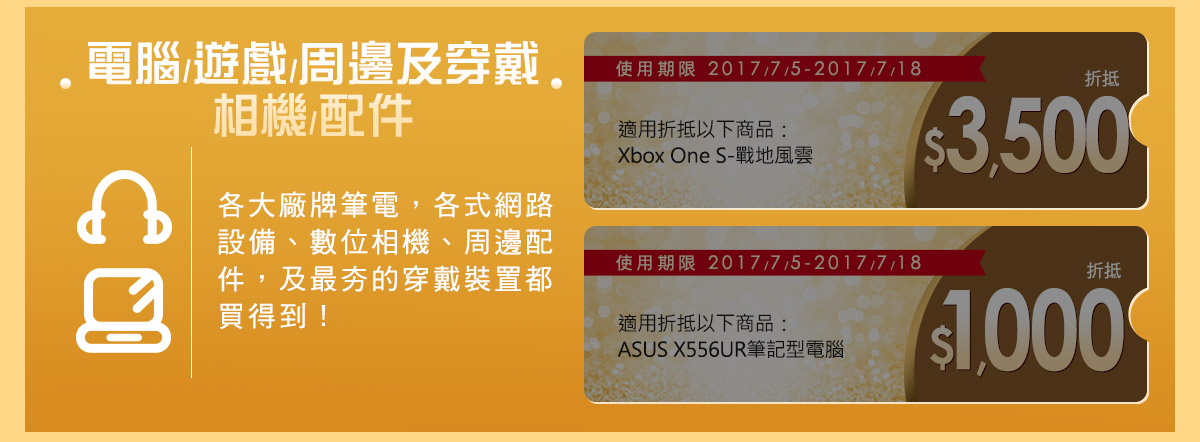 電腦/遊戲/周邊及穿戴
相機/配件
各大廠牌筆電，各式網路
設備、數位相機、周邊配
件，及最夯的穿戴裝置都
買得到！
使用期限 2017/7/5-2017/7/18
折抵
適用折抵以下商品：
Xbox One S-戰地風雲
$3,500
使用期限 2017/7/5-2017/7/18
折抵
適用折抵以下商品：
ASUS X556UR筆記型電腦
$1,000